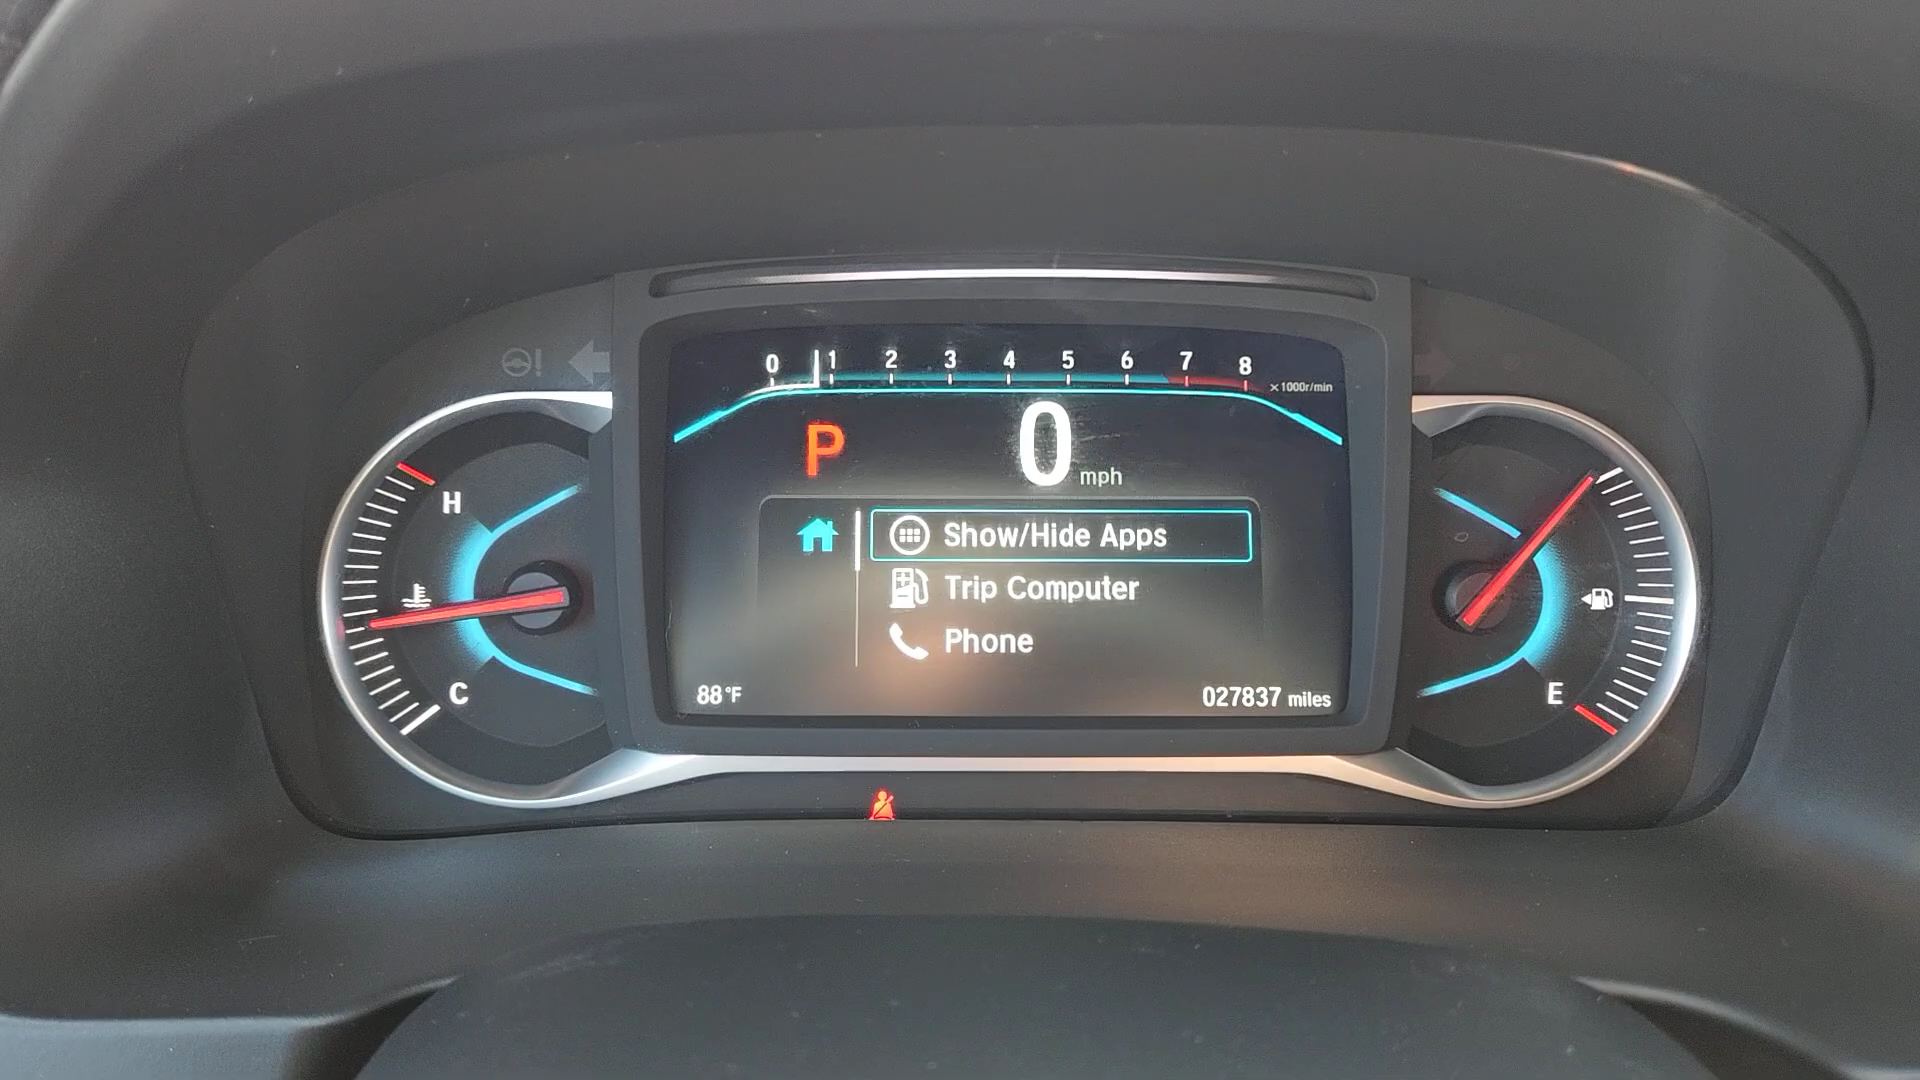 0 1 2 3 4 5 6 7 8
x1000r/min
P 0 mph
H
Show/Hide Apps
Trip Computer
Phone
C
E
88°F
027837 miles